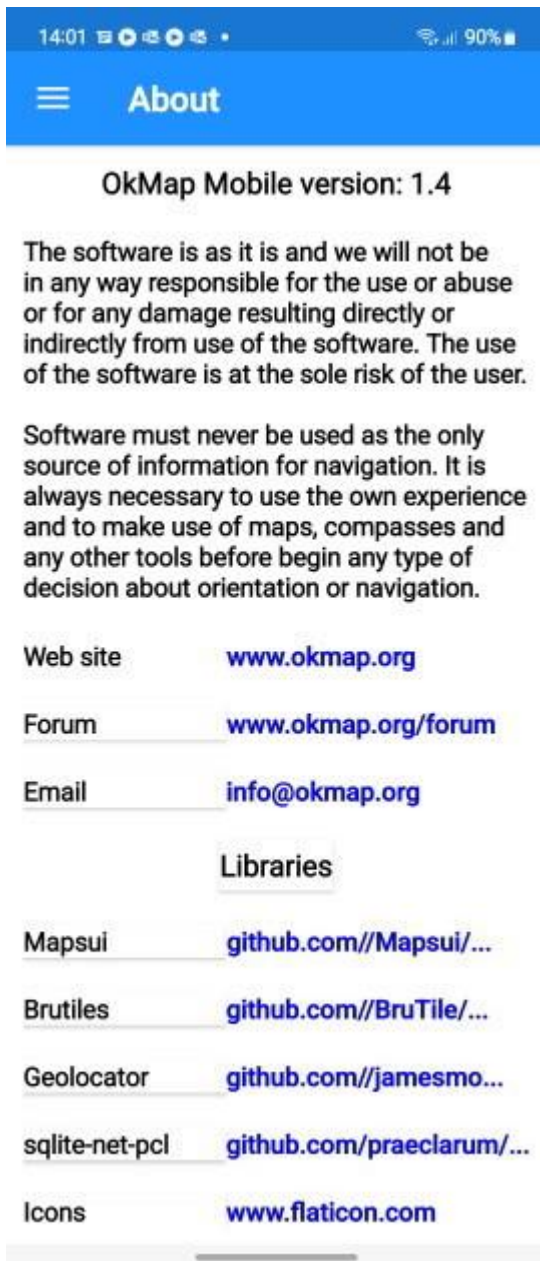 14:01
90%
About
OkMap Mobile version: 1.4
The software is as it is and we will not be
in any way responsible for the use or abuse
or for any damage resulting directly or
indirectly from use of the software. The use
of the software is at the sole risk of the user.
Software must never be used as the only
source of information for navigation. It is
always necessary to use the own experience
and to make use of maps, compasses and
any other tools before begin any type of
decision about orientation or navigation.
Web site www.okmap.org
Forum www.okmap.org/forum
Email info@okmap.org
Libraries
Mapsui github.com//Mapsui/...
Brutiles github.com//BruTile/...
Geolocator github.com//jamesmo...
sqlite-net-pcl github.com/praeclarum/...
Icons www.flaticon.com